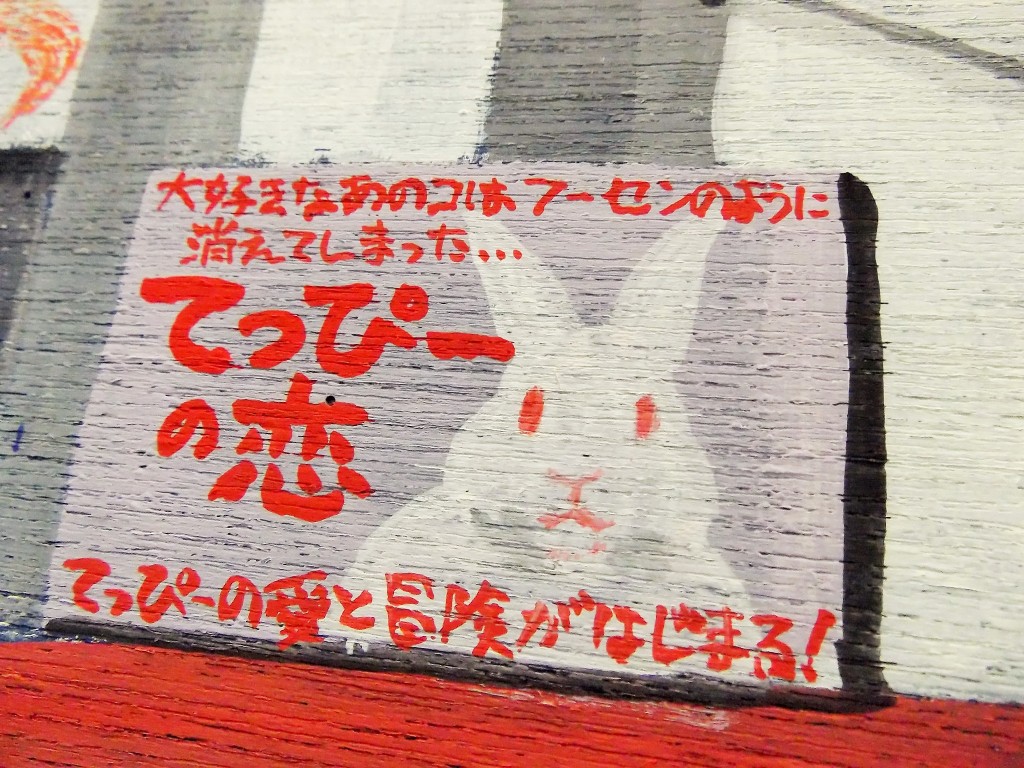 大好きなあのコはフーセンのように
消えてしまった...
てっぴー
の恋
てっぴーの愛と冒険がはじまる!